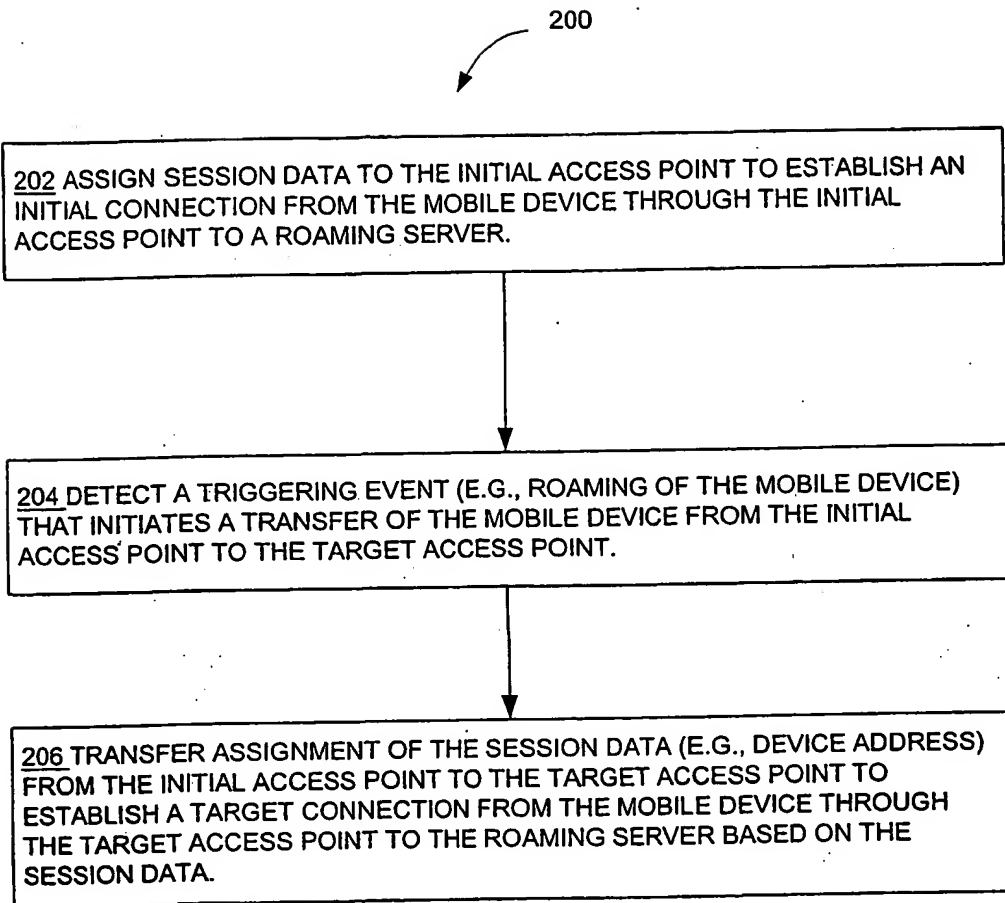 200
202 ASSIGN SESSION DATA TO THE INITIAL ACCESS POINT TO ESTABLISH AN
INITIAL CONNECTION FROM THE MOBILE DEVICE THROUGH THE INITIAL
ACCESS POINT TO A ROAMING SERVER.
204 DETECT A TRIGGERING EVENT (E.G., ROAMING OF THE MOBILE DEVICE)
THAT INITIATES A TRANSFER OF THE MOBILE DEVICE FROM THE INITIAL
ACCESS POINT TO THE TARGET ACCESS POINT.
206 TRANSFER ASSIGNMENT OF THE SESSION DATA (E.G., DEVICE ADDRESS)
FROM THE INITIAL ACCESS POINT TO THE TARGET ACCESS POINT TO
ESTABLISH A TARGET CONNECTION FROM THE MOBILE DEVICE THROUGH
THE TARGET ACCESS POINT TO THE ROAMING SERVER BASED ON THE
SESSION DATA.